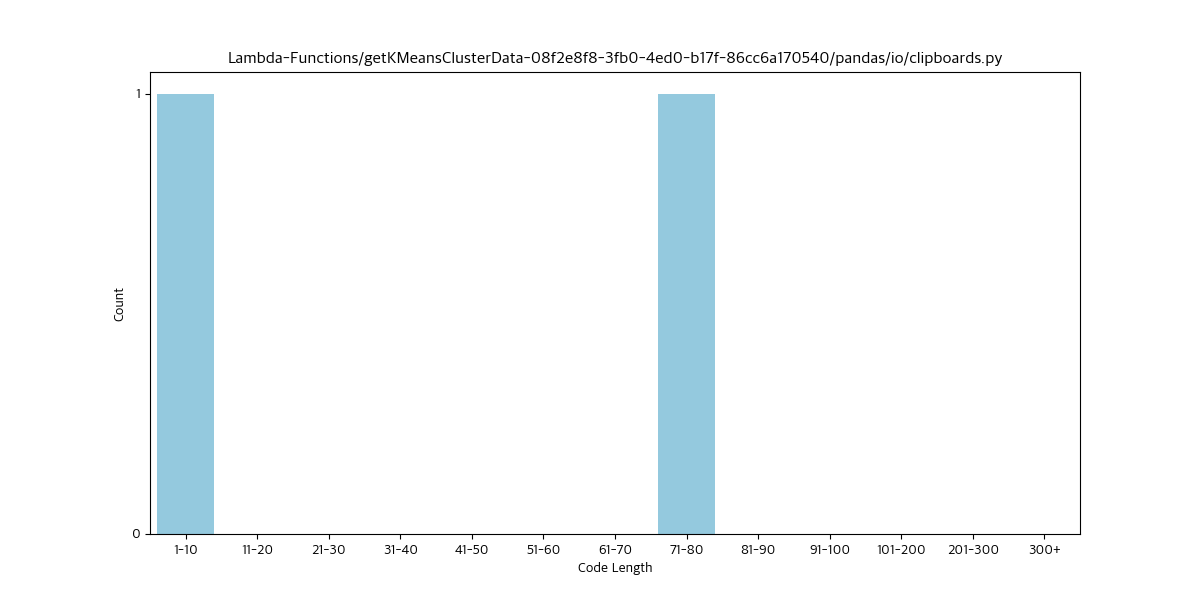 Lambda-Functions/getKMeansClusterData-08f2e8f8-3fb0-4ed0-b17f-86cc6a170540/pandas/io/clipboards.py
1
Count
0
1-10 11-20 21-30 31-40 41-50 51-60 61-70 71-80 81-90 91-100 101-200 201-300 300+
Code Length